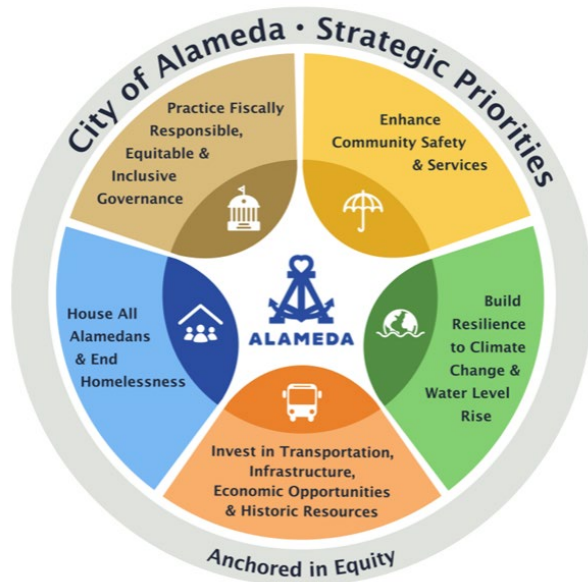 City of Alameda · Strategic Priorities
Practice Fiscally
Responsible,
Equitable &
Inclusive
Governance
Enhance
Community Safety
& Services
House All
Alamedans
& End
Homelessness
ALAMEDA
Build
Resilience
to Climate
Change &
Water Level
Rise
Invest in Transportation,
Infrastructure,
Economic Opportunities
& Historic Resources
Anchored in Equity